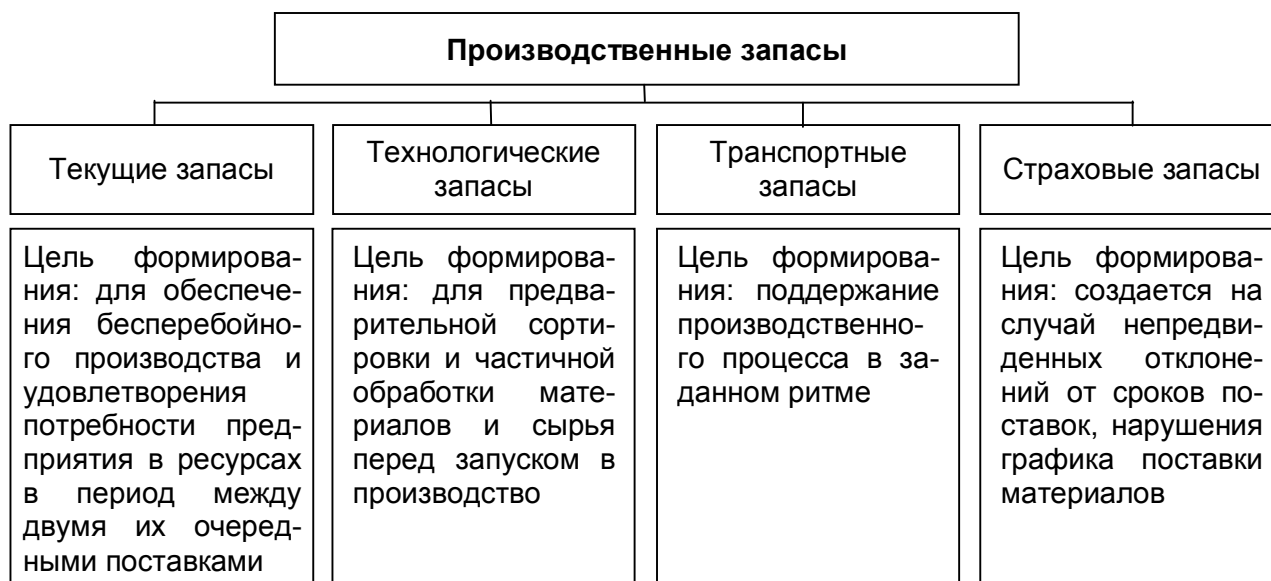 Производственные запасы
Текущие запасы
Технологические
запасы
Транспортные
запасы
Страховые запасы
Цель формирова-
ния: для обеспече-
ния бесперебойно-
го производства и
удовлетворения
потребности пред-
приятия в ресурсах
в период между
двумя их очеред-
ными поставками
Цель формирова-
ния: для предва-
рительной сорти-
ровки и частичной
обработки мате-
риалов и сырья
перед запуском в
производство
Цель формирова-
ния: поддержание
производственно-
го процесса в за-
данном ритме
Цель формирова-
ния: создается на
случай непредви-
денных отклоне-
ний от сроков по-
ставок, нарушения
графика поставки
материалов